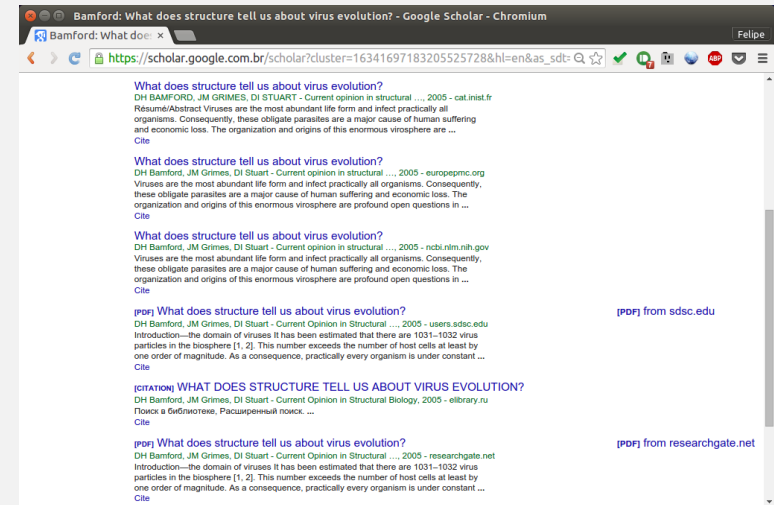 Bamford: What does structure tell us about virus evolution? - Google Scholar - Chromium
Bamford: What doe
Felipe
https://scholar.google.com.br/scholar?cluster=16341697183205525728&hl=en&as_sdt=
7
ABP
What does structure tell us about virus evolution?
DH BAMFORD, JM GRIMES, DI STUART - Current opinion in structural …, 2005 - cat.inist.fr
Résumé/Abstract Viruses are the most abundant life form and infect practically all
organisms. Consequently, these obligate parasites are a major cause of human suffering
and economic loss. The organization and origins of this enormous virosphere are ...
Cite
What does structure tell us about virus evolution?
DH Bamford, JM Grimes, DI Stuart - Current opinion in structural …, 2005 - europepmc.org
Viruses are the most abundant life form and infect practically all organisms. Consequently,
these obligate parasites are a major cause of human suffering and economic loss. The
organization and origins of this enormous virosphere are profound open questions in ...
Cite
What does structure tell us about virus evolution?
DH Bamford, JM Grimes, DI Stuart - Current opinion in structural …, 2005 - ncbi.nlm.nih.gov
Viruses are the most abundant life form and infect practically all organisms. Consequently,
these obligate parasites are a major cause of human suffering and economic loss. The
organization and origins of this enormous virosphere are profound open questions in ...
Cite
[PDF] What does structure tell us about virus evolution?
[PDF] from sdsc.edu
DH Bamford, JM Grimes, DI Stuart - Current Opinion in Structural …, 2005 - users.sdsc.edu
Introduction—the domain of viruses It has been estimated that there are 1031–1032 virus
particles in the biosphere [1, 2]. This number exceeds the number of host cells at least by
one order of magnitude. As a consequence, practically every organism is under constant ...
Cite
[CITATION] WHAT DOES STRUCTURE TELL US ABOUT VIRUS EVOLUTION?
DH Bamford, JM Grimes, DI Stuart - Current Opinion in Structural Biology, 2005 - elibrary.ru
Поиск в библиотеке, Расширенный поиск. ...
Cite
[PDF] What does structure tell us about virus evolution?
[PDF] from researchgate.net
DH Bamford, JM Grimes, DI Stuart - Current Opinion in Structural …, 2005 - researchgate.net
Introduction—the domain of viruses It has been estimated that there are 1031–1032 virus
particles in the biosphere [1, 2]. This number exceeds the number of host cells at least by
one order of magnitude. As a consequence, practically every organism is under constant ...
Cite